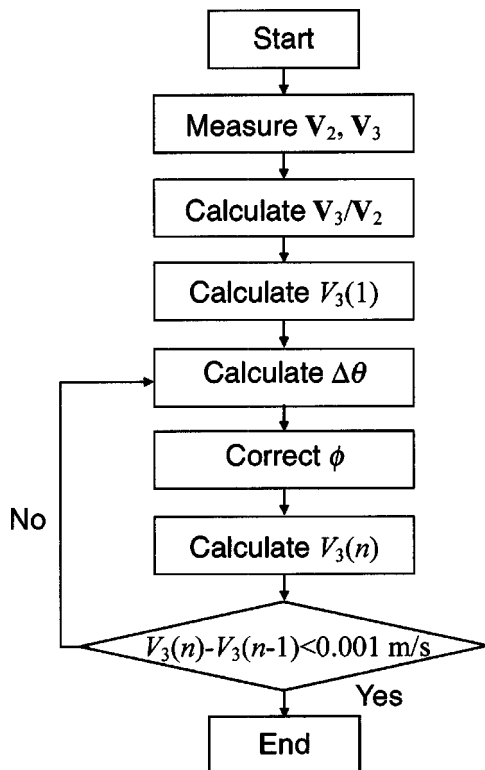 Start
Measure V₂, V₃
Calculate V₃/V₂
Calculate V₃(1)
Calculate Δθ
Correct ϕ
No
Calculate V₃(n)
V₃(n)-V₃(n-1)<0.001 m/s
Yes
End